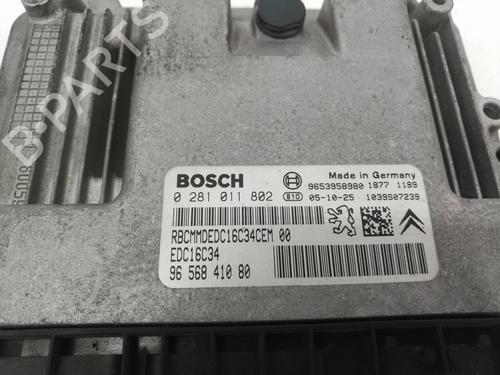 B-PARTS
BOSCH
Made in Germany
9653958980 1877 1189
0 281 011 802 810 05-10-25 1039S07239
RBCMMDEDC16C34CEM 00
EDC16C34
96 568 410 80